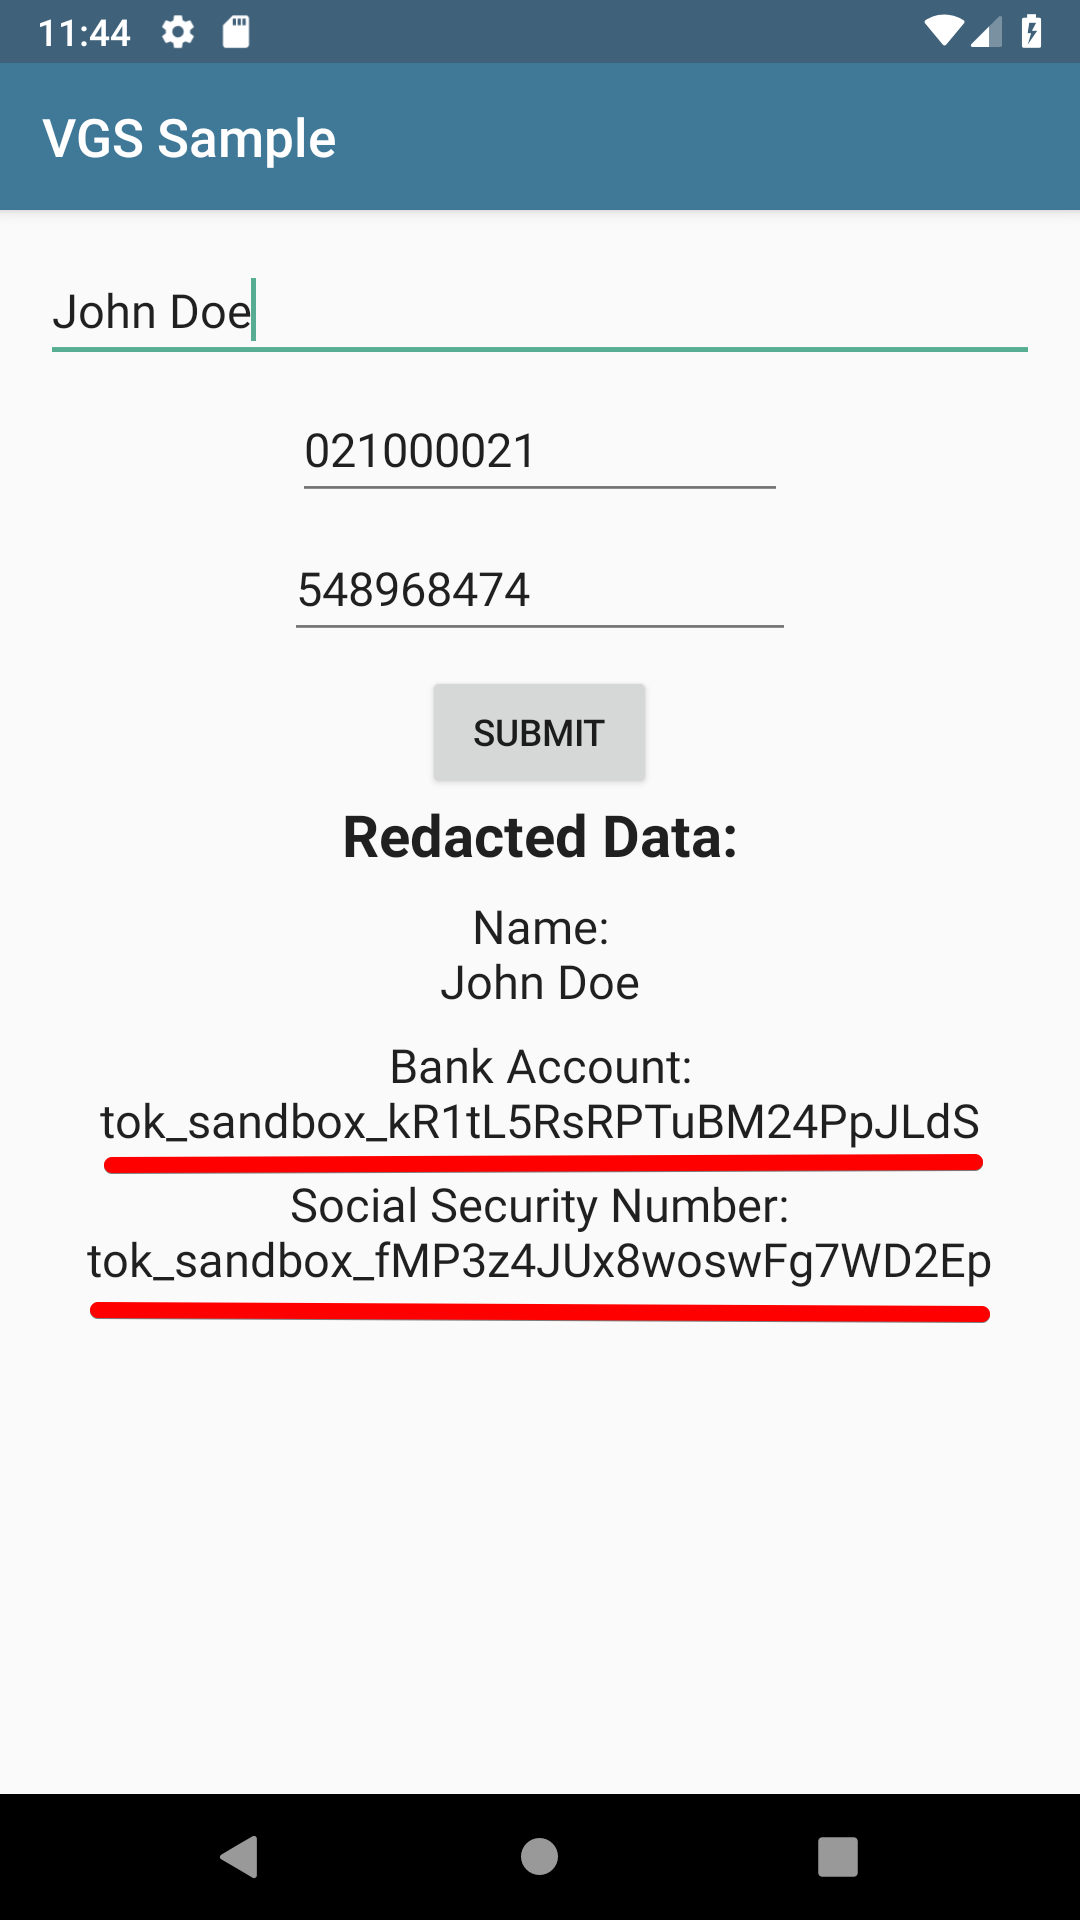 11:44
VGS Sample
John Doe
021000021
548968474
SUBMIT
Redacted Data:
Name:
John Doe
Bank Account:
tok_sandbox_kR1tL5RsRPTuBM24PpJLdS
Social Security Number:
tok_sandbox_fMP3z4JUx8woswFg7WD2Ep